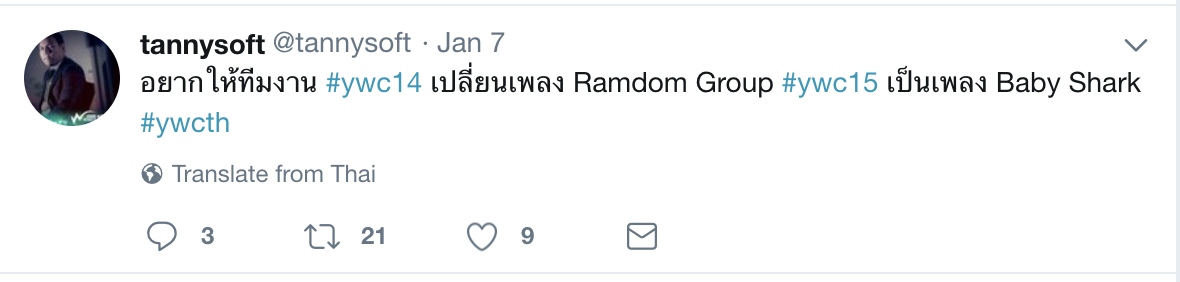 tannysoft @tannysoft · Jan 7
อยากให้ทีมงาน #ywc14 เปลี่ยนเพลง Ramdom Group #ywc15 เป็นเพลง Baby Shark
#ywcth
Translate from Thai
3 21 9